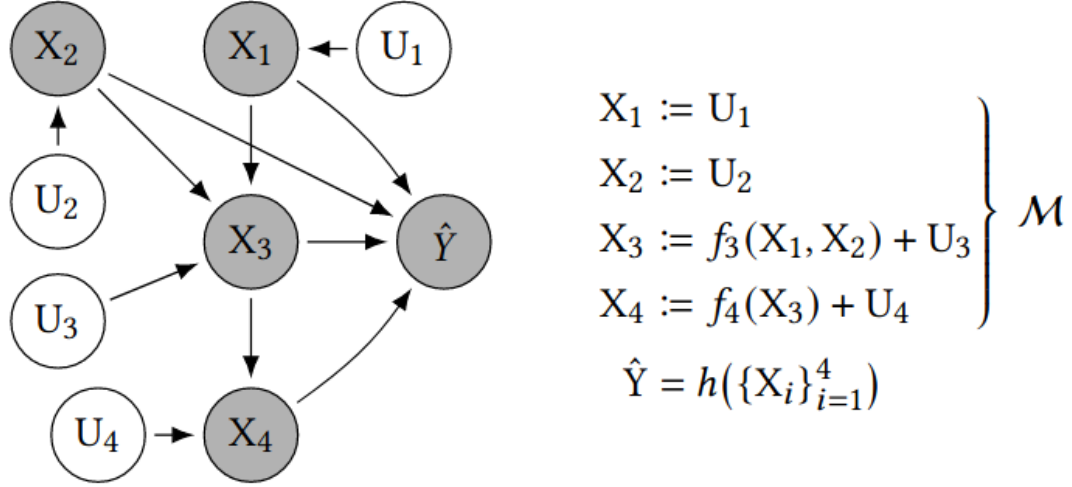 X₂ X₁ U₁
U₂
X₃ Ŷ
U₃
U₄ X₄
X₁ := U₁
X₂ := U₂
X₃ := f₃(X₁, X₂) + U₃
X₄ := f₄(X₃) + U₄
ℳ
Ŷ = h({Xᵢ}⁴ᵢ₌₁)